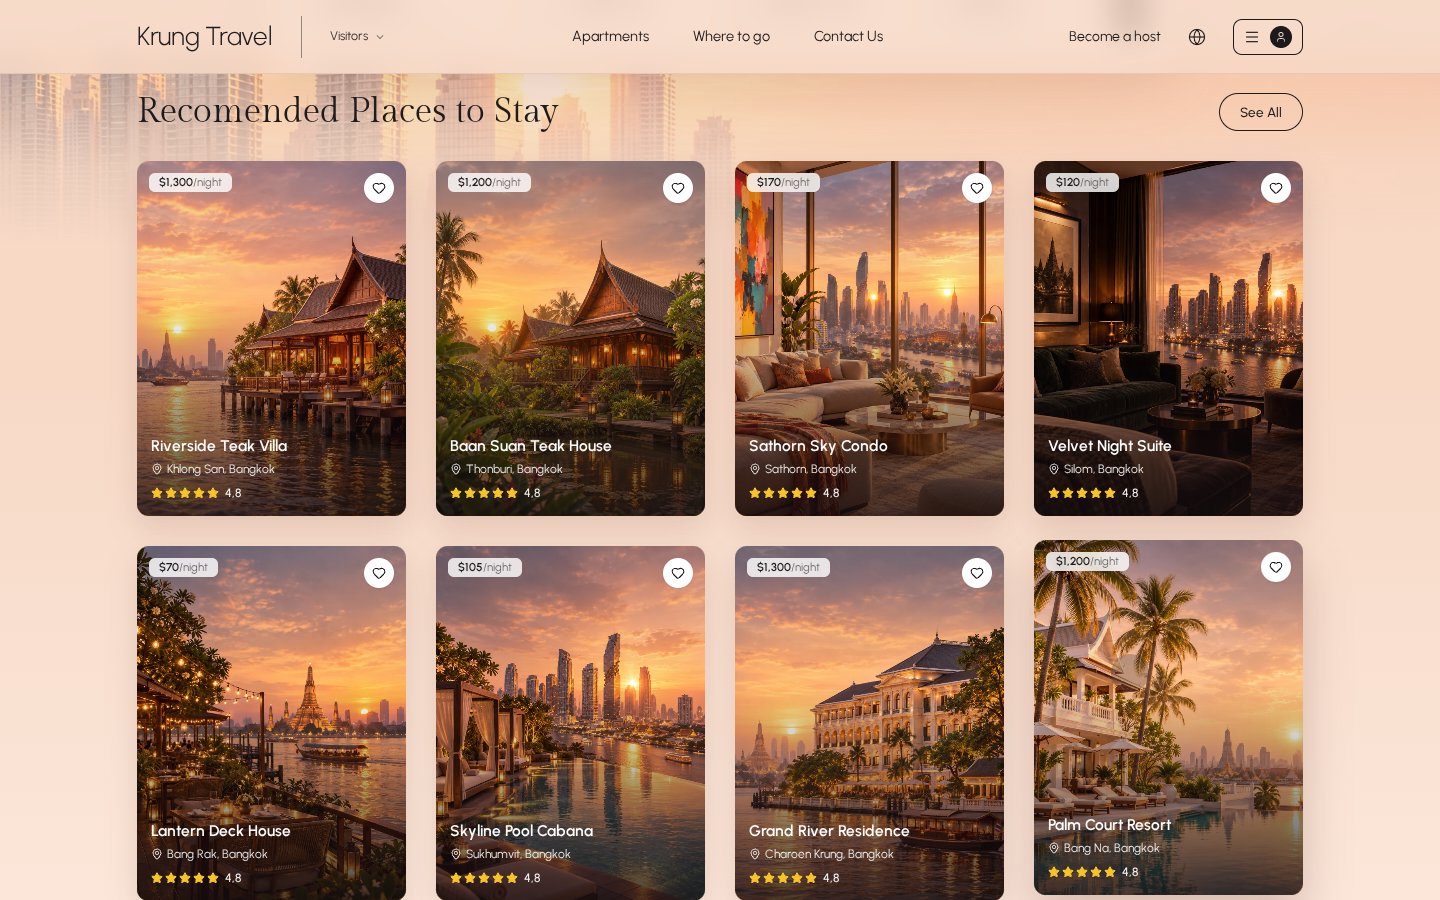 Krung Travel
Visitors
Apartments
Where to go
Contact Us
Become a host
Recomended Places to Stay
See All
$1,300/night
Riverside Teak Villa
Khlong San, Bangkok
4,8
$1,200/night
Baan Suan Teak House
Thonburi, Bangkok
4,8
$170/night
Sathorn Sky Condo
Sathorn, Bangkok
4,8
$120/night
Velvet Night Suite
Silom, Bangkok
4,8
$70/night
Lantern Deck House
Bang Rak, Bangkok
4,8
$105/night
Skyline Pool Cabana
Sukhumvit, Bangkok
4,8
$1,300/night
Grand River Residence
Charoen Krung, Bangkok
4,8
$1,200/night
Palm Court Resort
Bang Na, Bangkok
4,8